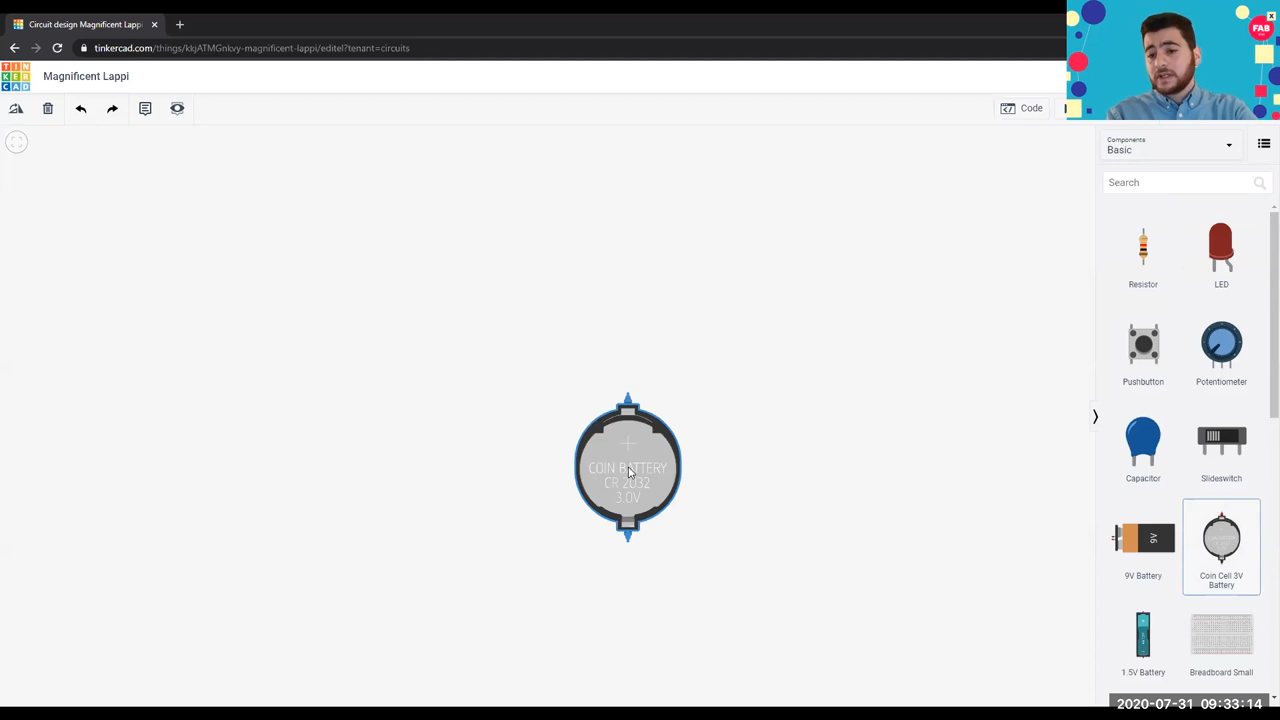 Circuit design Magnificent Lappi
tinkercad.com/things/kkjATMGnkvy-magnificent-lappi/editel?tenant=circuits
TIN
KER
CAD
Magnificent Lappi
Code
FAB
Components
Basic
Search
Resistor
LED
Pushbutton
Potentiometer
Capacitor
Slideswitch
9V
9V Battery
Coin Cell 3V
Battery
1.5V Battery
Breadboard Small
COIN BATTERY
CR 2032
3.0V
2020-07-31 09:33:14